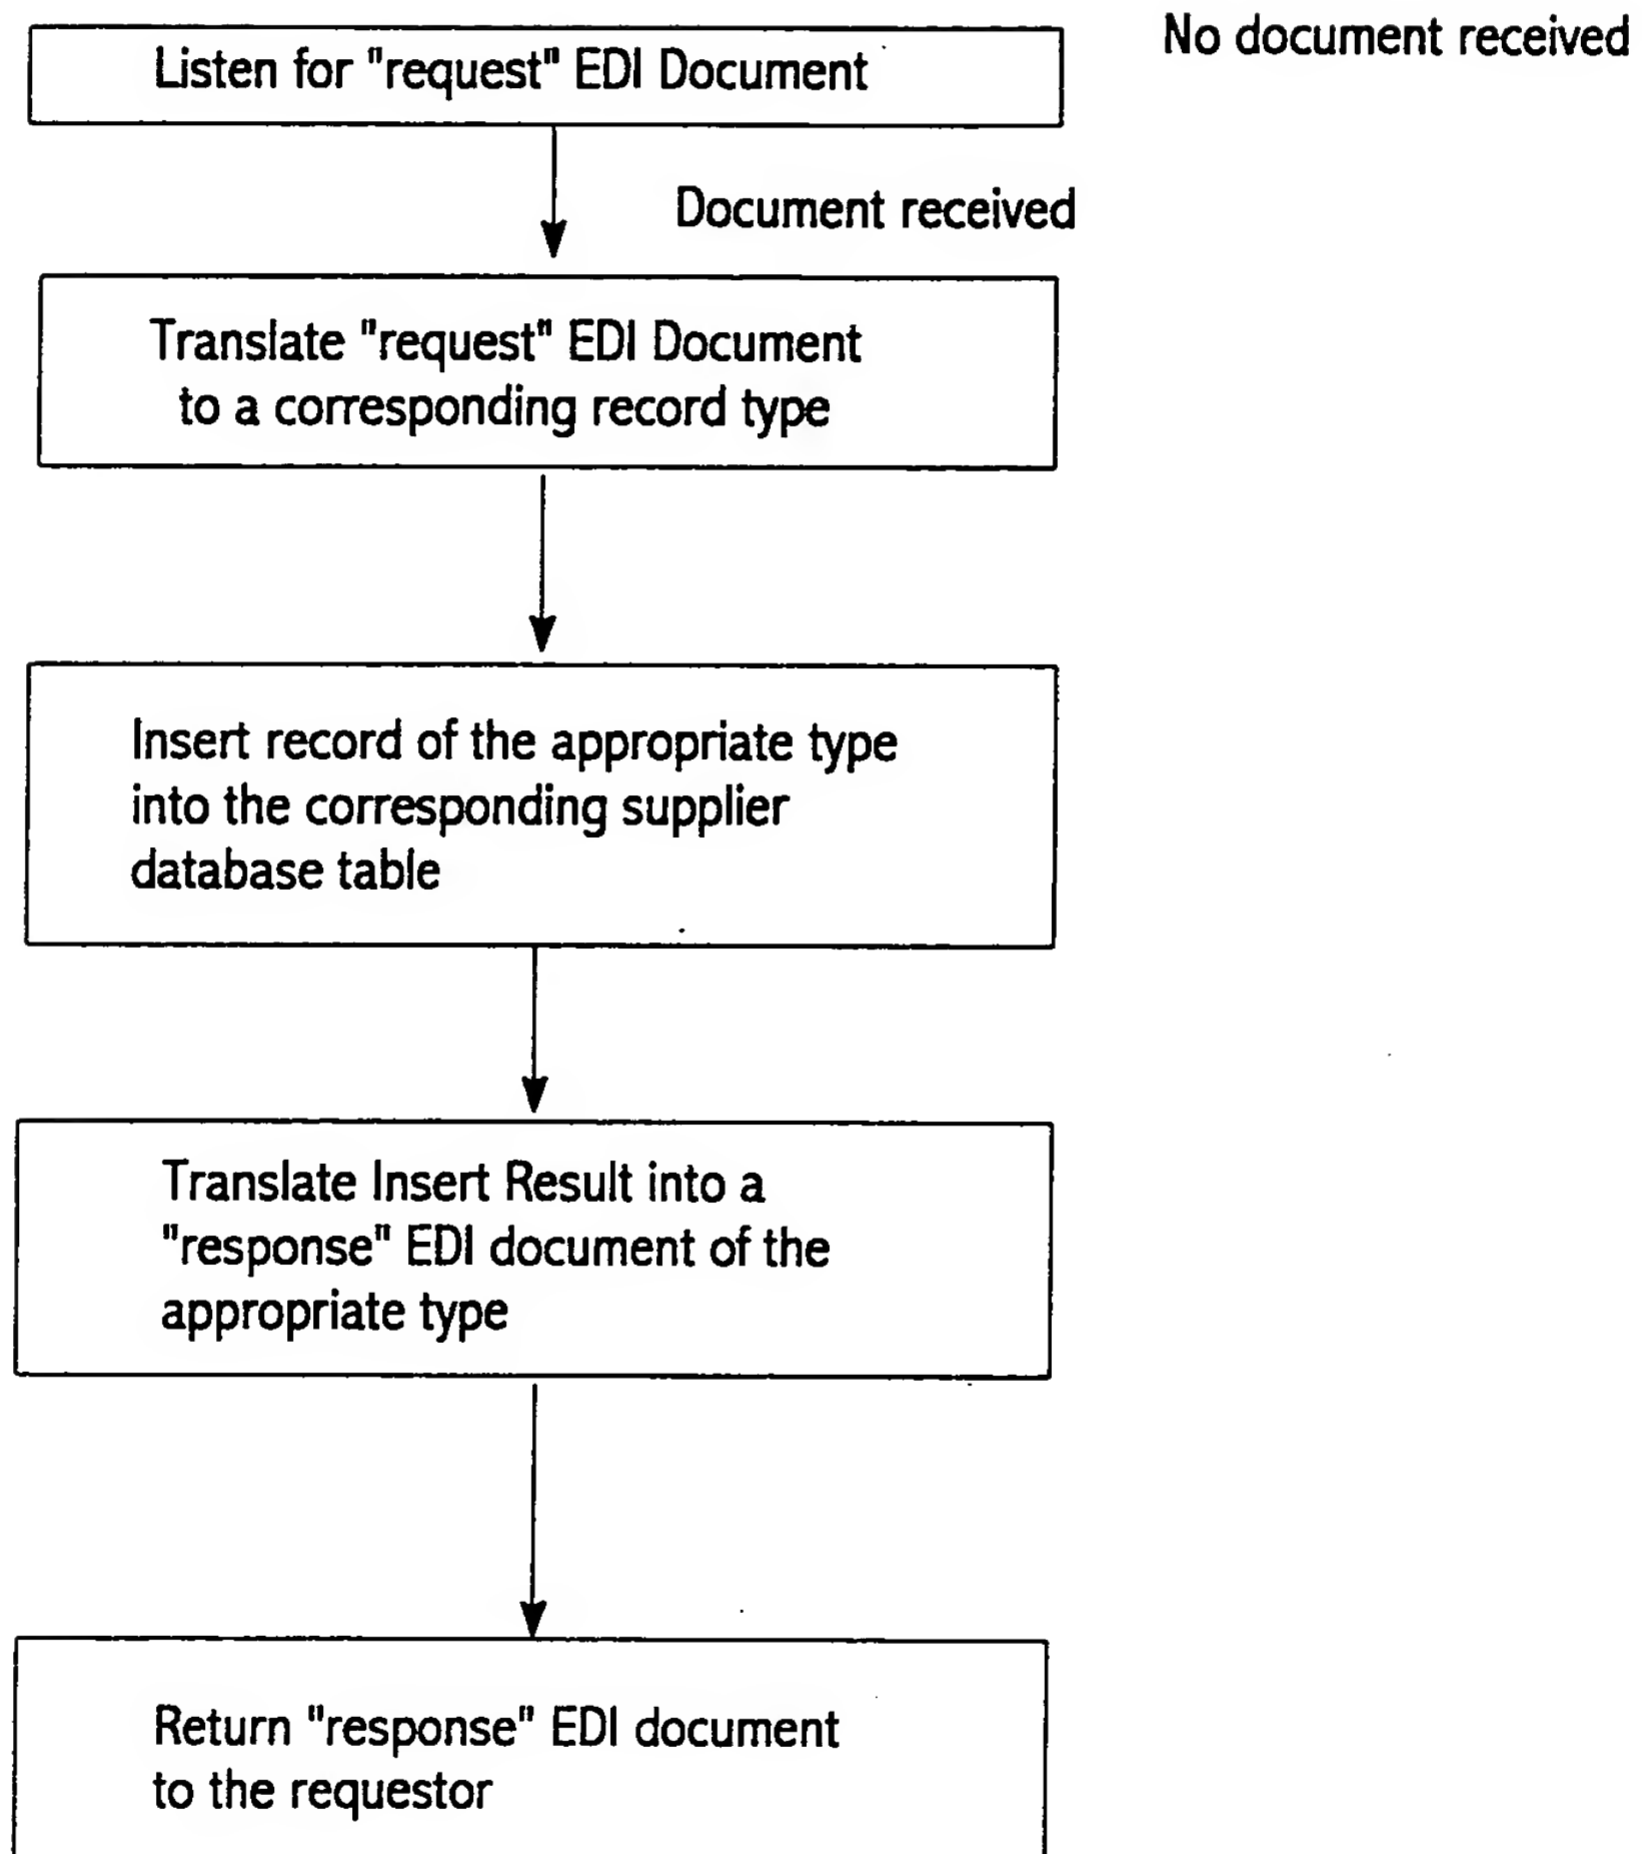 No document received
Listen for "request" EDI Document
Document received
Translate "request" EDI Document
to a corresponding record type
Insert record of the appropriate type
into the corresponding supplier
database table
Translate Insert Result into a
"response" EDI document of the
appropriate type
Return "response" EDI document
to the requestor